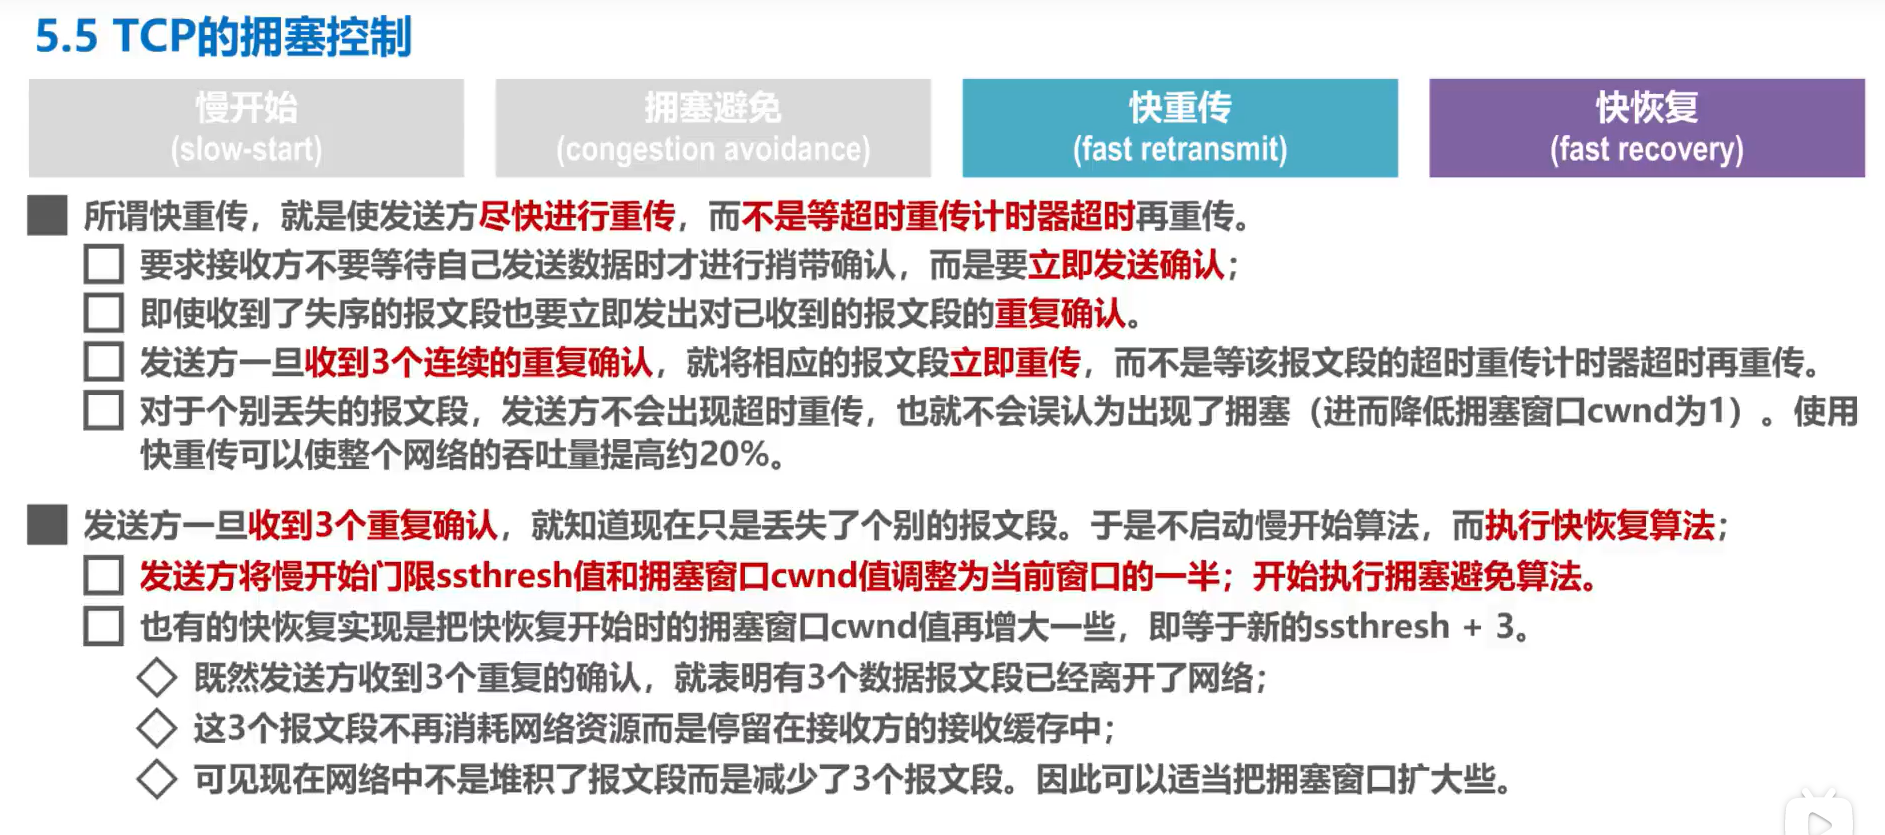 5.5 TCP的拥塞控制
慢开始
(slow-start)
拥塞避免
(congestion avoidance)
快重传
(fast retransmit)
快恢复
(fast recovery)
所谓快重传，就是使发送方尽快进行重传，而不是等超时重传计时器超时再重传。
要求接收方不要等待自己发送数据时才进行捎带确认，而是要立即发送确认；
即使收到了失序的报文段也要立即发出对已收到的报文段的重复确认。
发送方一旦收到3个连续的重复确认，就将相应的报文段立即重传，而不是等该报文段的超时重传计时器超时再重传。
对于个别丢失的报文段，发送方不会出现超时重传，也就不会误认为出现了拥塞（进而降低拥塞窗口cwnd为1）。使用
快重传可以使整个网络的吞吐量提高约20%。
发送方一旦收到3个重复确认，就知道现在只是丢失了个别的报文段。于是不启动慢开始算法，而执行快恢复算法；
发送方将慢开始门限ssthresh值和拥塞窗口cwnd值调整为当前窗口的一半；开始执行拥塞避免算法。
也有的快恢复实现是把快恢复开始时的拥塞窗口cwnd值再增大一些，即等于新的ssthresh + 3。
既然发送方收到3个重复的确认，就表明有3个数据报文段已经离开了网络；
这3个报文段不再消耗网络资源而是停留在接收方的接收缓存中；
可见现在网络中不是堆积了报文段而是减少了3个报文段。因此可以适当把拥塞窗口扩大些。